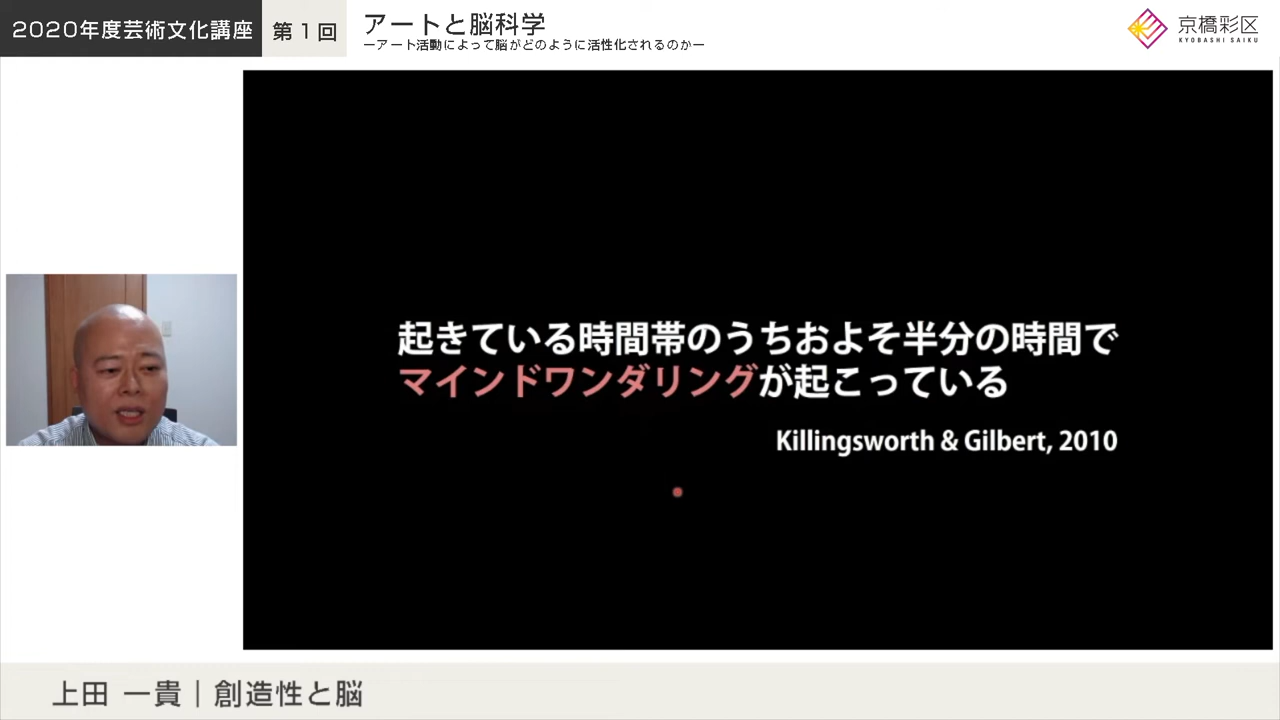 2020年度芸術文化講座
第1回
アートと脳科学
ーアート活動によって脳がどのように活性化されるのかー
京橋彩区
KYOBASHI SAIKU
起きている時間帯のうちおよそ半分の時間で
マインドワンダリングが起こっている
Killingsworth & Gilbert, 2010
上田 一貴｜創造性と脳